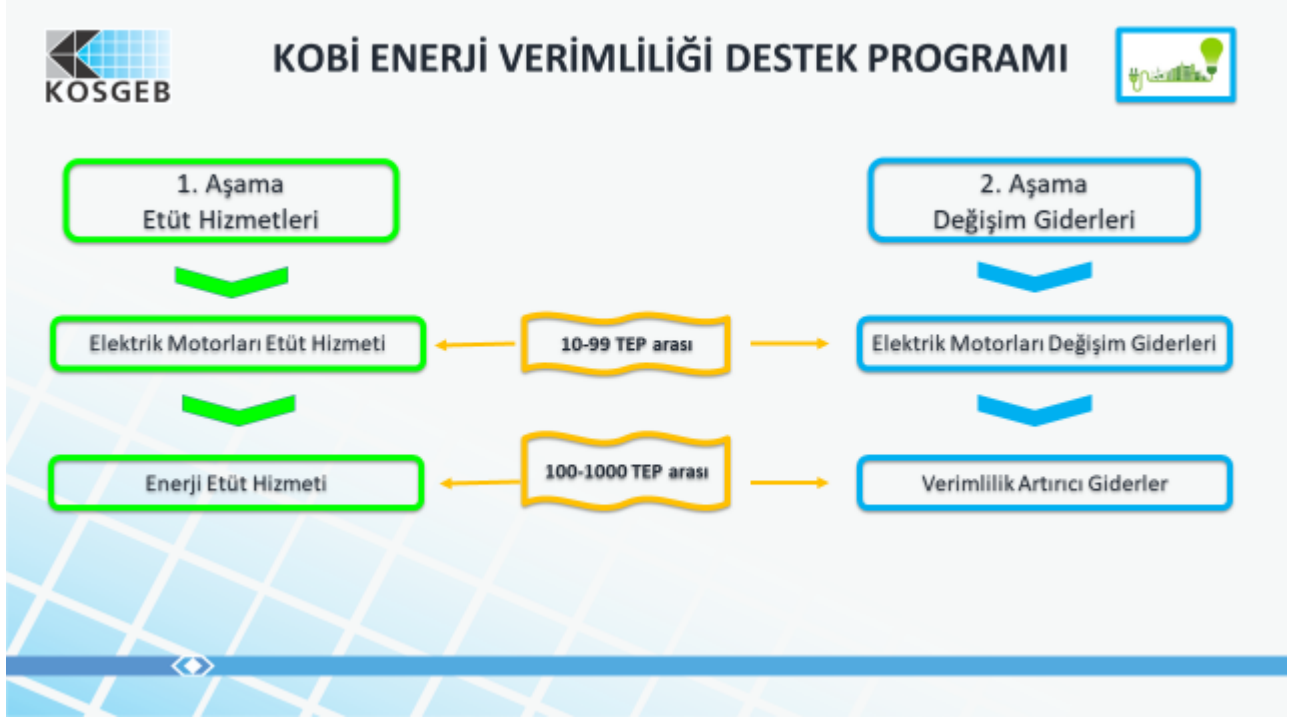 KOSGEB
KOBİ ENERJİ VERİMLİLİĞİ DESTEK PROGRAMI
1. Aşama
Etüt Hizmetleri
2. Aşama
Değişim Giderleri
Elektrik Motorları Etüt Hizmeti
10-99 TEP arası
Elektrik Motorları Değişim Giderleri
Enerji Etüt Hizmeti
100-1000 TEP arası
Verimlilik Artırıcı Giderler